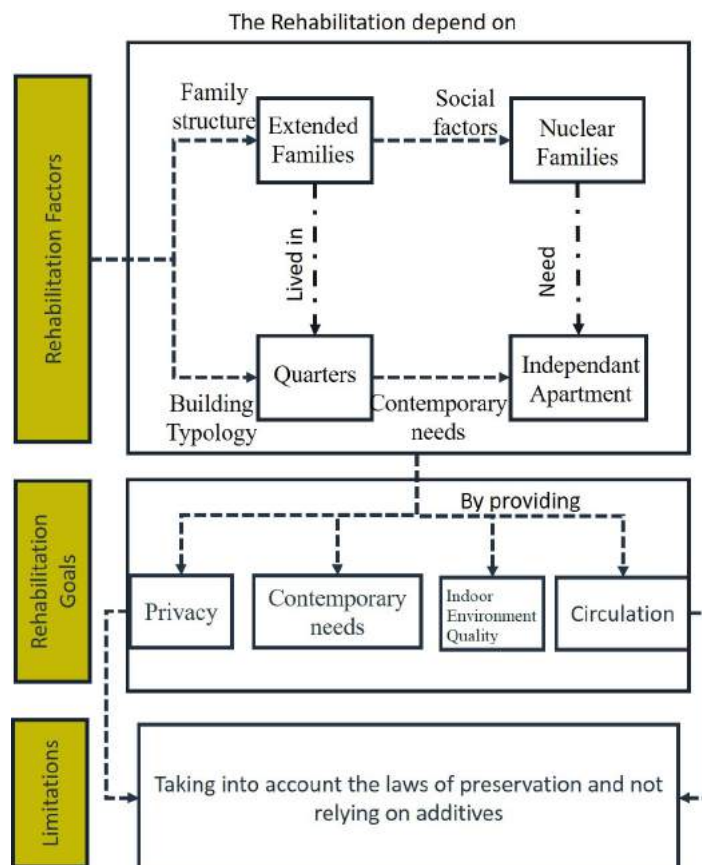 The Rehabilitation depend on
Rehabilitation Factors
Family
structure
Extended
Families
Social
factors
Nuclear
Families
Lived in
Need
Quarters
Independant
Apartment
Building
Typology
Contemporary
needs
Rehabilitation
Goals
By providing
Privacy
Contemporary
needs
Indoor
Environment
Quality
Circulation
Limitations
Taking into account the laws of preservation and not
relying on additives